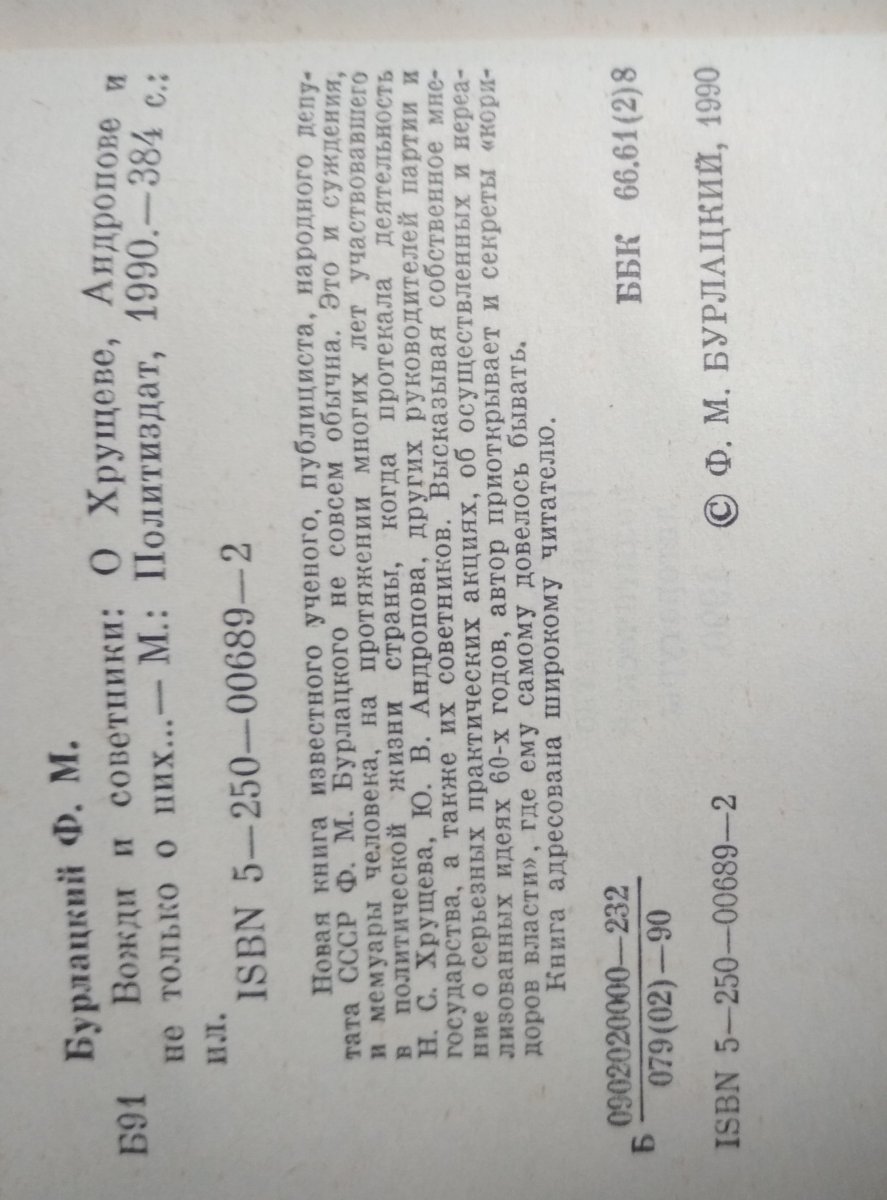 Бурлацкий Ф. М.
Б91 Вожди и советники: О Хрущеве, Андропове и
не только о них...— М.: Политиздат, 1990.—384 с.:
ил.
ISBN 5—250—00689—2
Новая книга известного ученого, публициста, народного депу-
тата СССР Ф. М. Бурлацкого не совсем обычна. Это и суждения,
и мемуары человека, на протяжении многих лет участвовавшего
в политической жизни страны, когда протекала деятельность
Н. С. Хрущева, Ю. В. Андропова, других руководителей партии и
государства, а также их советников. Высказывая собственное мне-
ние о серьезных практических акциях, об осуществленных и нереа-
лизованных идеях 60-х годов, автор приоткрывает и секреты «кори-
доров власти», где ему самому довелось бывать.
Книга адресована широкому читателю.
Б 0902020000—232
079(02)—90
ББК 66.61(2)8
ISBN 5—250—00689—2
© Ф. М. БУРЛАЦКИЙ, 1990